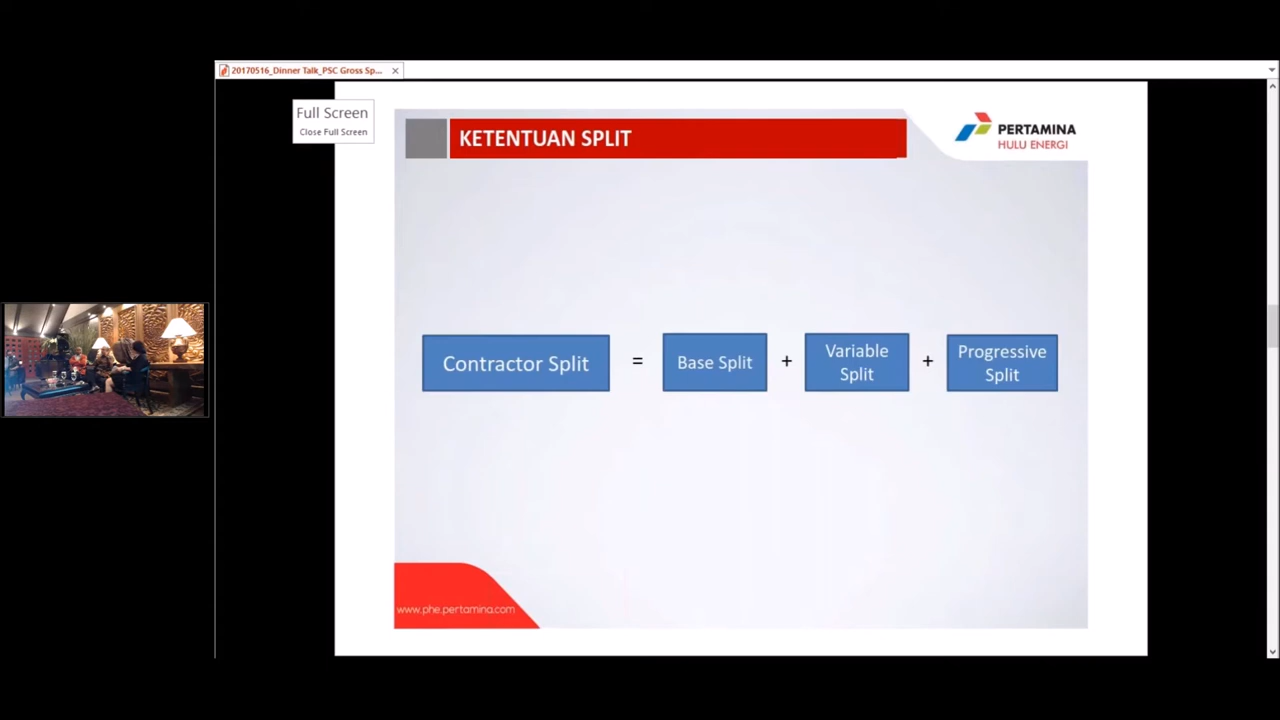 20170516_Dinner Talk_PSC Gross Sp...
Full Screen
Close Full Screen
KETENTUAN SPLIT
PERTAMINA
HULU ENERGI
Contractor Split
=
Base Split
+
Variable
Split
+
Progressive
Split
www.phe.pertamina.com